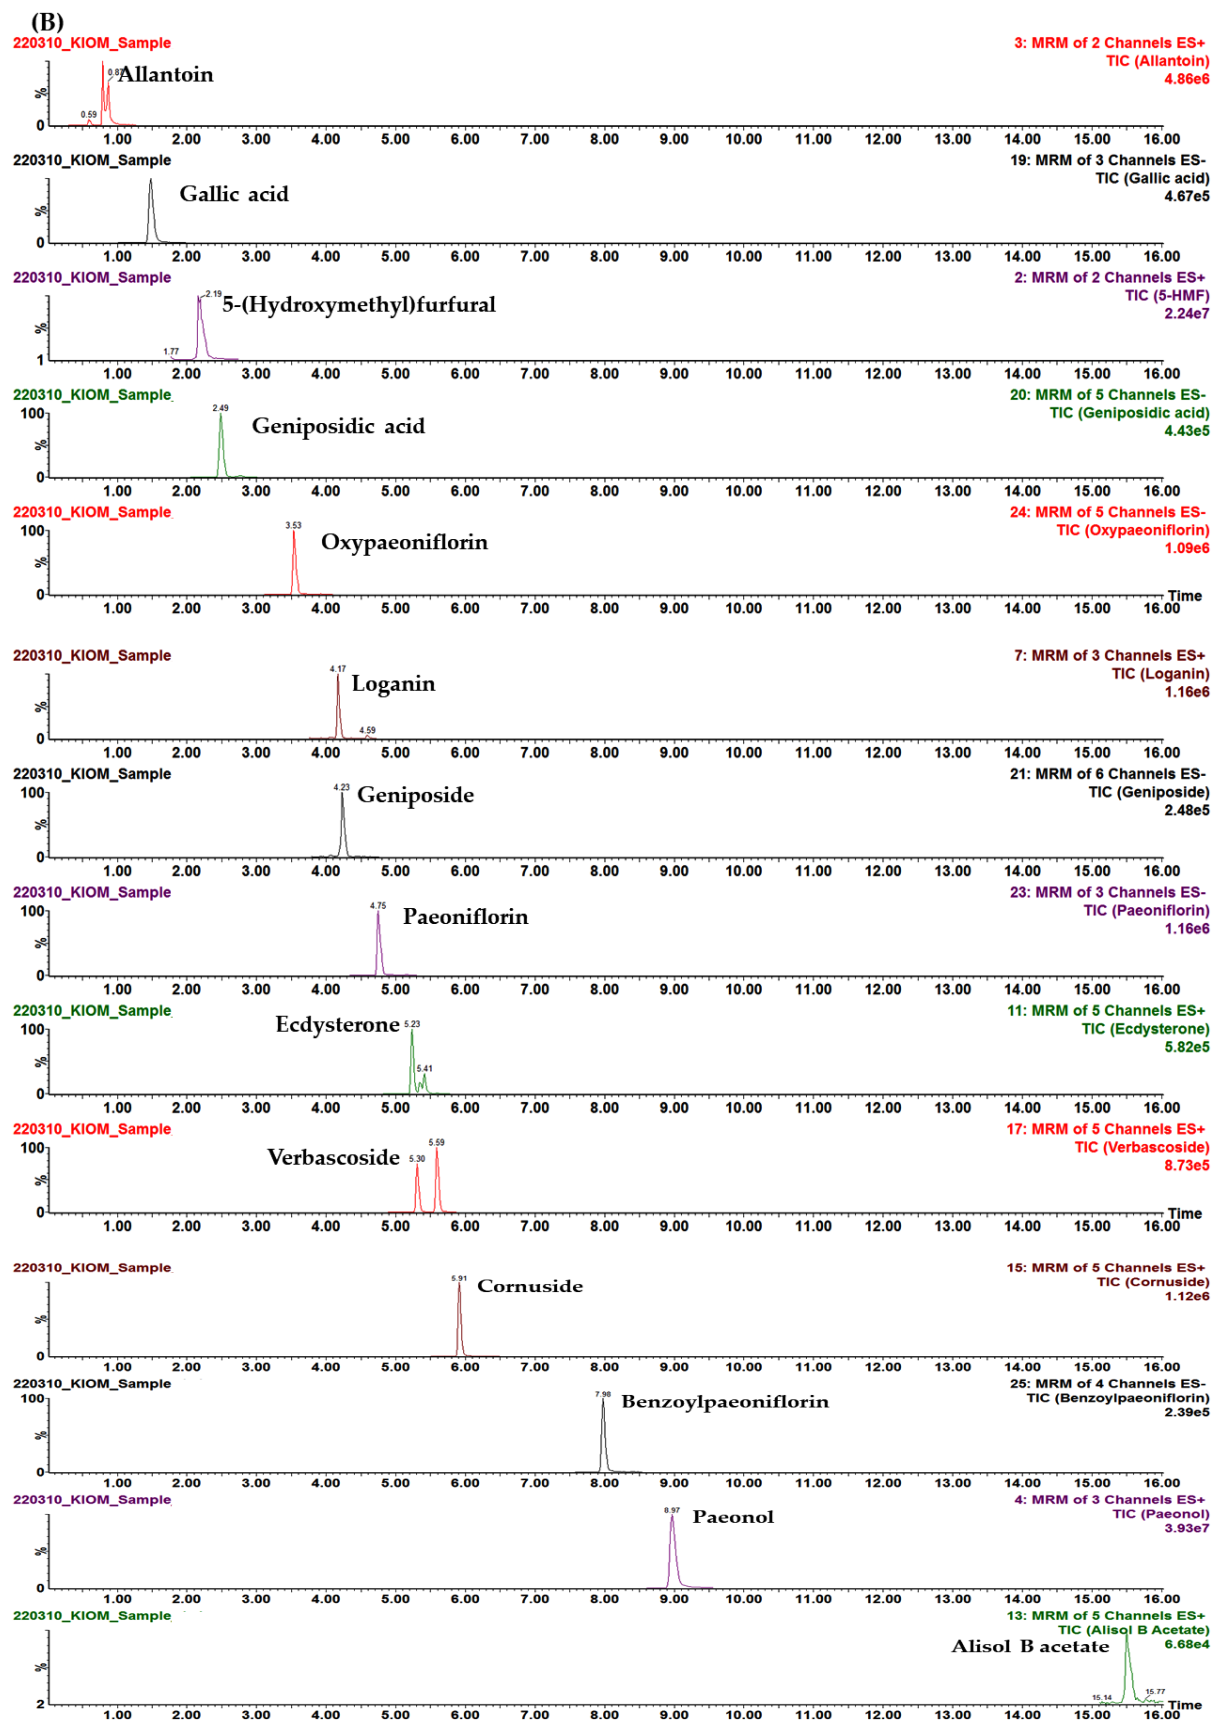 (B)
220310_KIOM_Sample
3: MRM of 2 Channels ES+
TIC (Allantoin)
4.86e6
0.87
Allantoin
%
0.59
0
1.00 2.00 3.00 4.00 5.00 6.00 7.00 8.00 9.00 10.00 11.00 12.00 13.00 14.00 15.00 16.00
220310_KIOM_Sample
19: MRM of 3 Channels ES-
TIC (Gallic acid)
4.67e5
Gallic acid
%
0
1.00 2.00 3.00 4.00 5.00 6.00 7.00 8.00 9.00 10.00 11.00 12.00 13.00 14.00 15.00 16.00
220310_KIOM_Sample
2: MRM of 2 Channels ES+
TIC (5-HMF)
2.24e7
2.19
5-(Hydroxymethyl)furfural
%
1.77
1
1.00 2.00 3.00 4.00 5.00 6.00 7.00 8.00 9.00 10.00 11.00 12.00 13.00 14.00 15.00 16.00
220310_KIOM_Sample
20: MRM of 5 Channels ES-
TIC (Geniposidic acid)
4.43e5
100
2.49
Geniposidic acid
%
0
1.00 2.00 3.00 4.00 5.00 6.00 7.00 8.00 9.00 10.00 11.00 12.00 13.00 14.00 15.00 16.00
220310_KIOM_Sample
24: MRM of 5 Channels ES-
TIC (Oxypaeoniflorin)
1.09e6
100
3.53
Oxypaeoniflorin
%
0
Time
1.00 2.00 3.00 4.00 5.00 6.00 7.00 8.00 9.00 10.00 11.00 12.00 13.00 14.00 15.00 16.00
220310_KIOM_Sample
7: MRM of 3 Channels ES+
TIC (Loganin)
1.16e6
4.17
Loganin
%
4.59
0
1.00 2.00 3.00 4.00 5.00 6.00 7.00 8.00 9.00 10.00 11.00 12.00 13.00 14.00 15.00 16.00
220310_KIOM_Sample
21: MRM of 6 Channels ES-
TIC (Geniposide)
2.48e5
100
4.23
Geniposide
%
0
1.00 2.00 3.00 4.00 5.00 6.00 7.00 8.00 9.00 10.00 11.00 12.00 13.00 14.00 15.00 16.00
220310_KIOM_Sample
23: MRM of 3 Channels ES-
TIC (Paeoniflorin)
1.16e6
100
4.75
Paeoniflorin
%
0
1.00 2.00 3.00 4.00 5.00 6.00 7.00 8.00 9.00 10.00 11.00 12.00 13.00 14.00 15.00 16.00
220310_KIOM_Sample
11: MRM of 5 Channels ES+
TIC (Ecdysterone)
5.82e5
100
Ecdysterone
5.23
%
5.41
0
1.00 2.00 3.00 4.00 5.00 6.00 7.00 8.00 9.00 10.00 11.00 12.00 13.00 14.00 15.00 16.00
220310_KIOM_Sample
17: MRM of 5 Channels ES+
TIC (Verbascoside)
8.73e5
100
Verbascoside
5.30
5.59
%
0
Time
1.00 2.00 3.00 4.00 5.00 6.00 7.00 8.00 9.00 10.00 11.00 12.00 13.00 14.00 15.00 16.00
220310_KIOM_Sample
15: MRM of 5 Channels ES+
TIC (Cornuside)
1.12e6
5.91
Cornuside
%
0
1.00 2.00 3.00 4.00 5.00 6.00 7.00 8.00 9.00 10.00 11.00 12.00 13.00 14.00 15.00 16.00
220310_KIOM_Sample
25: MRM of 4 Channels ES-
TIC (Benzoylpaeoniflorin)
2.39e5
100
7.98
Benzoylpaeoniflorin
%
0
1.00 2.00 3.00 4.00 5.00 6.00 7.00 8.00 9.00 10.00 11.00 12.00 13.00 14.00 15.00 16.00
220310_KIOM_Sample
4: MRM of 3 Channels ES+
TIC (Paeonol)
3.93e7
8.97
Paeonol
%
0
1.00 2.00 3.00 4.00 5.00 6.00 7.00 8.00 9.00 10.00 11.00 12.00 13.00 14.00 15.00 16.00
220310_KIOM_Sample
13: MRM of 5 Channels ES+
TIC (Alisol B Acetate)
6.68e4
Alisol B acetate
%
15.14
15.77
2
Time
1.00 2.00 3.00 4.00 5.00 6.00 7.00 8.00 9.00 10.00 11.00 12.00 13.00 14.00 15.00 16.00